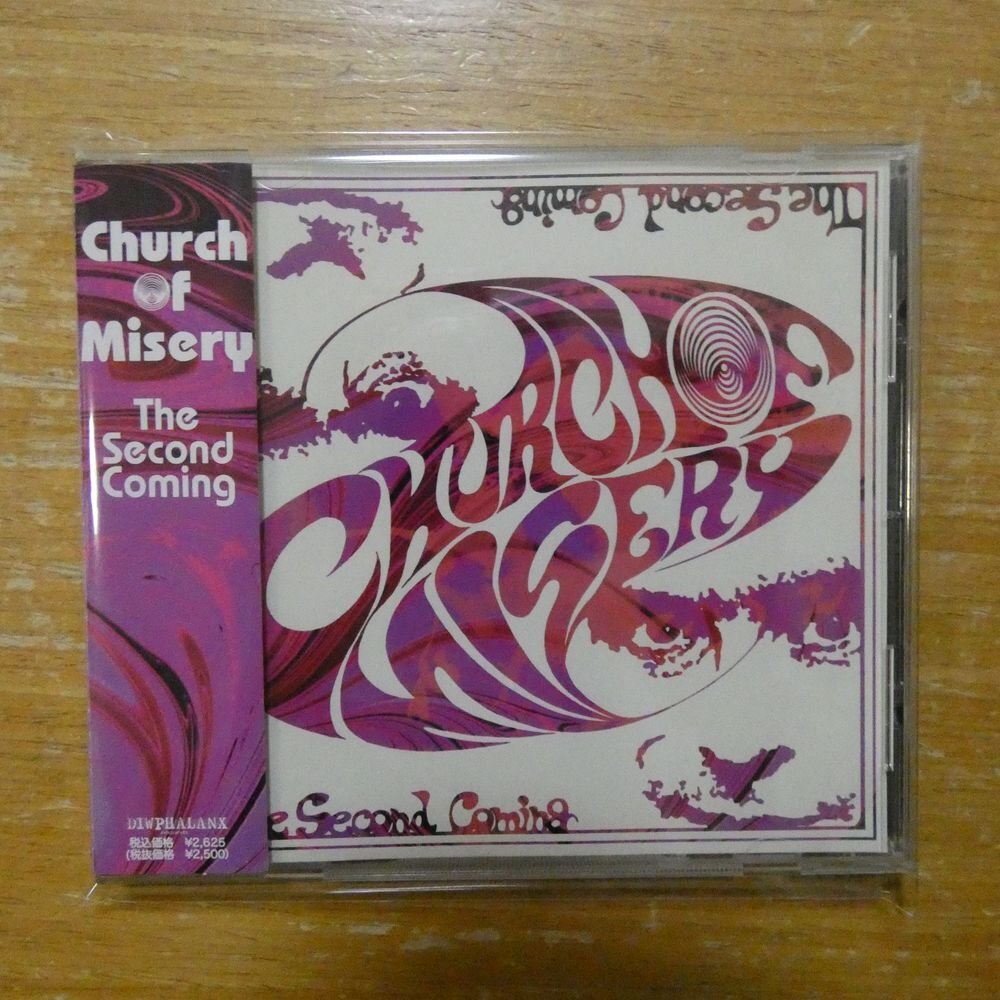 Church
Of
Misery
The
Second
Coming
DIWPHALANX
税込価格 ¥2,625
(税抜価格 ¥2,500)
The Second Coming
CHURCH OF
MISERY
e Second Coming